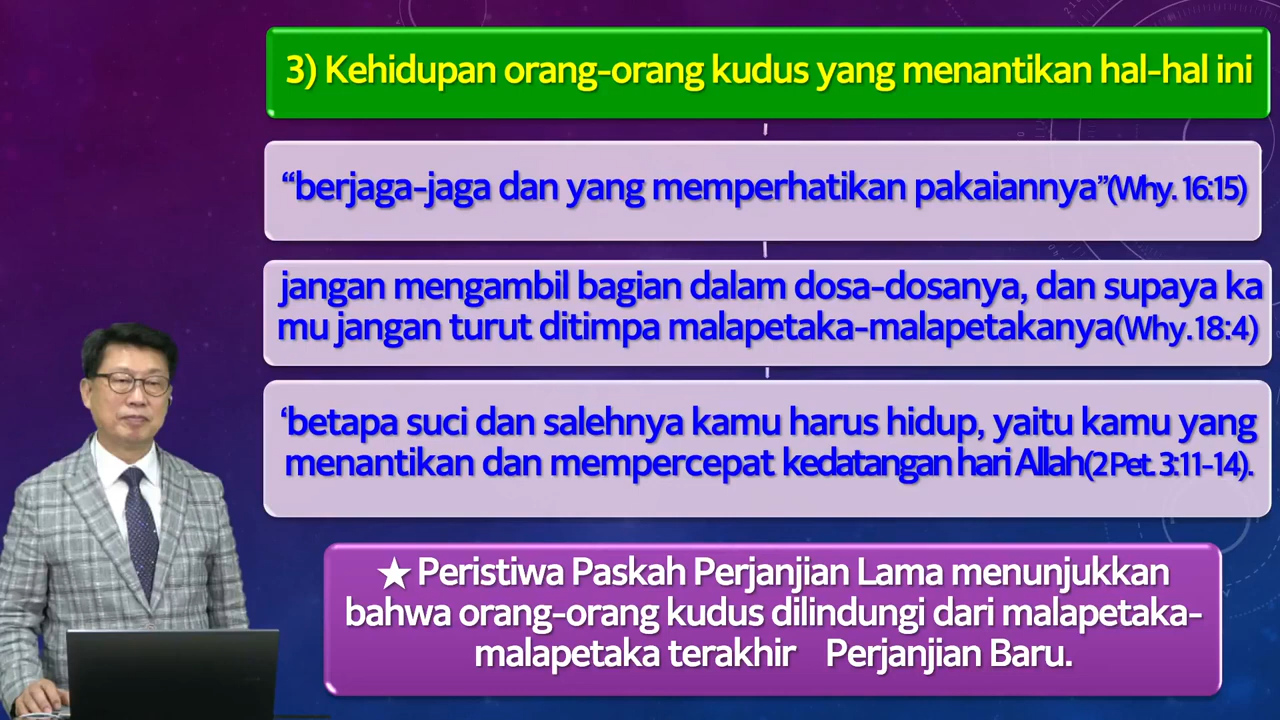 3) Kehidupan orang-orang kudus yang menantikan hal-hal ini
“berjaga-jaga dan yang memperhatikan pakaiannya”(Why. 16:15)
jangan mengambil bagian dalam dosa-dosanya, dan supaya ka
mu jangan turut ditimpa malapetaka-malapetakanya(Why.18:4)
‘betapa suci dan salehnya kamu harus hidup, yaitu kamu yang
menantikan dan mempercepat kedatangan hari Allah(2 Pet. 3:11-14).
★ Peristiwa Paskah Perjanjian Lama menunjukkan
bahwa orang-orang kudus dilindungi dari malapetaka-
malapetaka terakhir Perjanjian Baru.